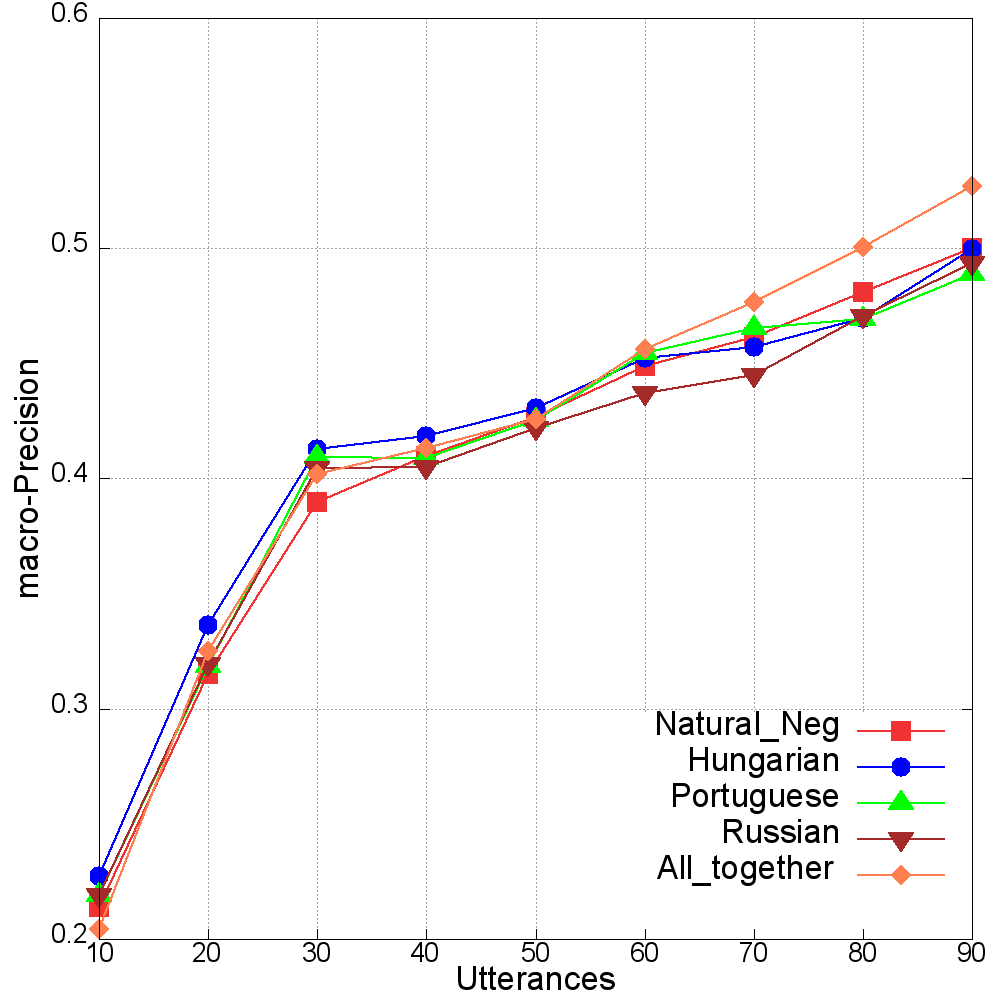 0.6
0.5
0.4
0.3
0.2
macro-Precision
Natural_Neg
Hungarian
Portuguese
Russian
All_together
10 20 30 40 50 60 70 80 90
Utterances